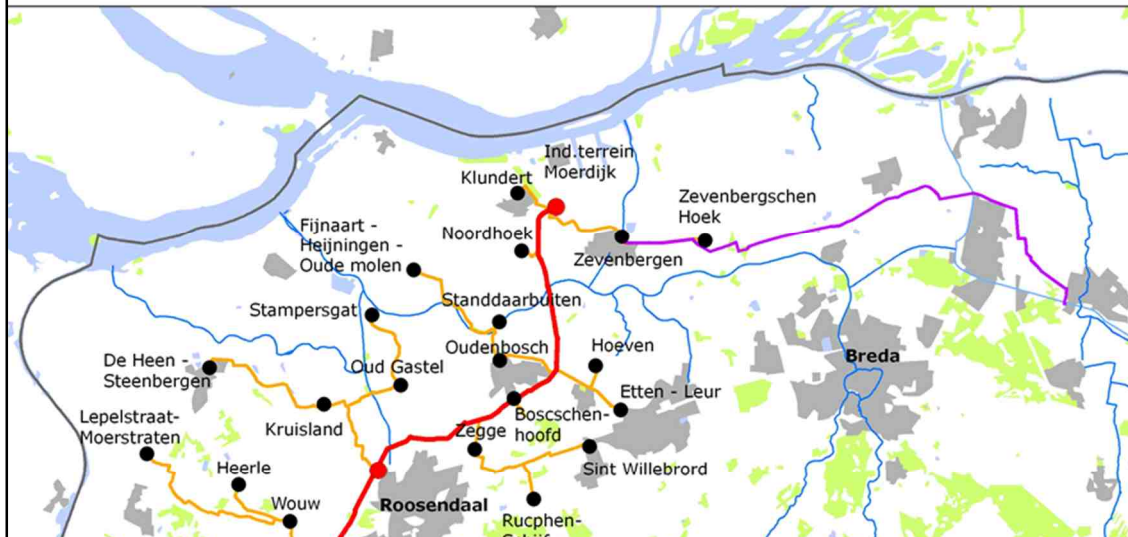 Ind.terrein
Moerdijk
Klundert
Zevenbergschen
Hoek
Fijnaart -
Heijningen -
Oude molen
Noordhoek
Zevenbergen
Standdaarbuiten
Stampersgat
Oudenbosch
Hoeven
Breda
De Heen -
Steenbergen
Oud Gastel
Etten - Leur
Lepelstraat-
Moerstraten
Kruisland
Zegge
Boscschen-
hoofd
Sint Willebrord
Heerle
Wouw
Roosendaal
Rucphen-